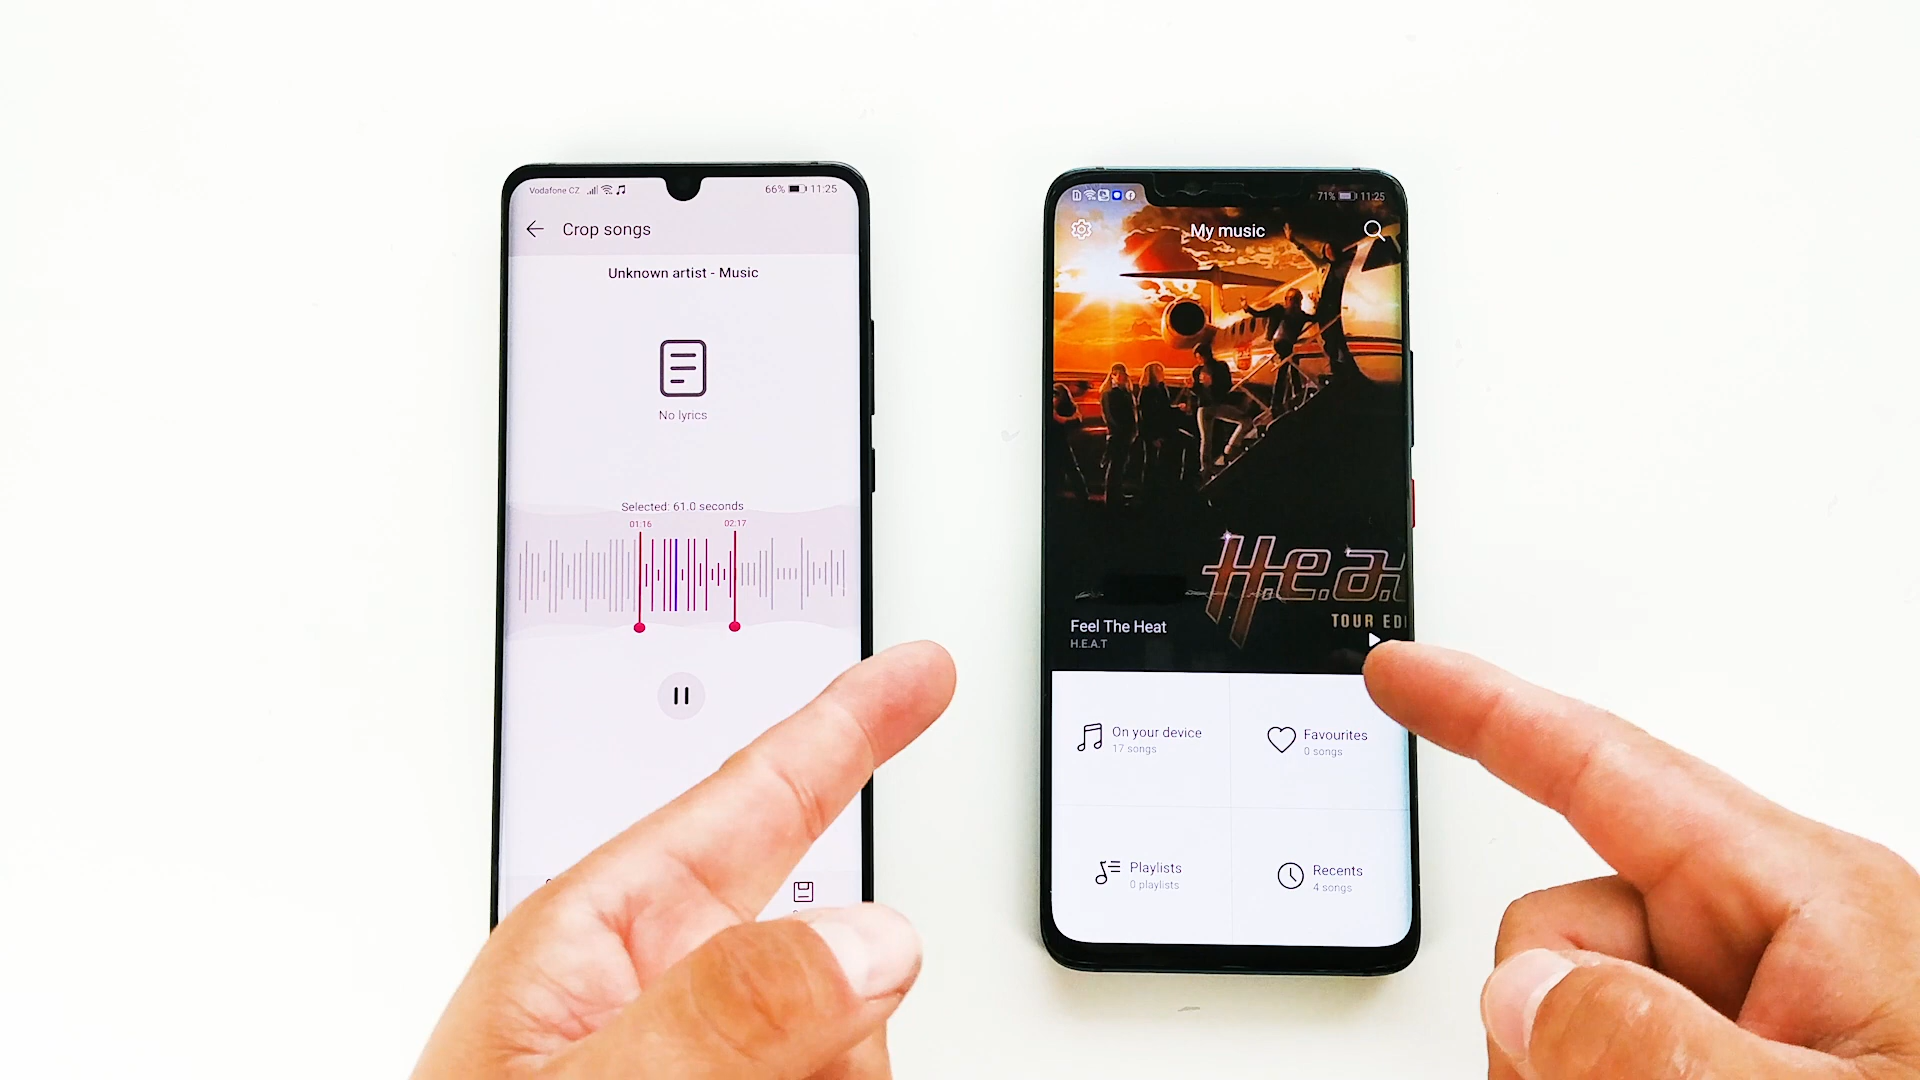 Vodafone CZ
66% 11:25
Crop songs
Unknown artist - Music
No lyrics
Selected: 61.0 seconds
01:16 02:17
71% 11:25
My music
H.e.a.
TOUR EDI
Feel The Heat
H.E.A.T
On your device
17 songs
Favourites
0 songs
Playlists
0 playlists
Recents
4 songs